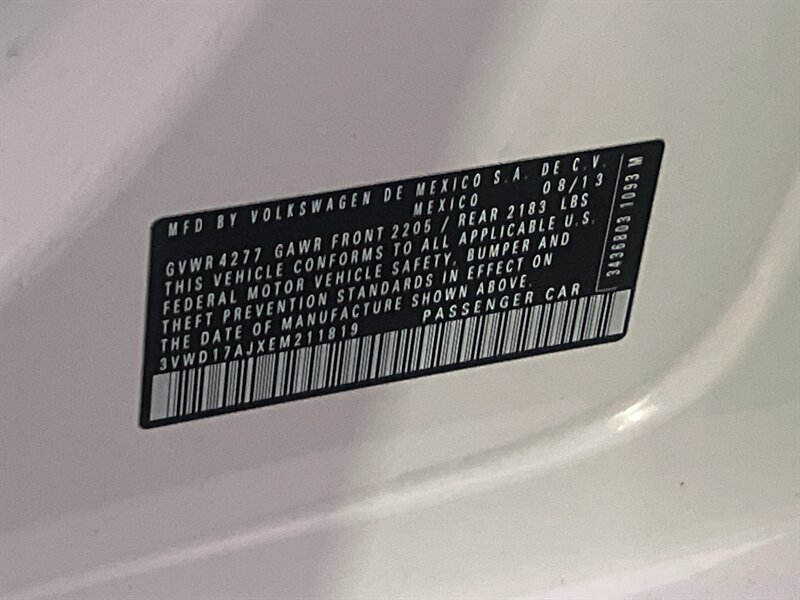 MFD BY VOLKSWAGEN DE MEXICO S.A. DE C.V.
MEXICO 08/13
GVWR 4277 GAWR FRONT 2205 / REAR 2183 LBS
THIS VEHICLE CONFORMS TO ALL APPLICABLE U.S.
FEDERAL MOTOR VEHICLE SAFETY, BUMPER AND
THEFT PREVENTION STANDARDS IN EFFECT ON
THE DATE OF MANUFACTURE SHOWN ABOVE.
3VWD17AJXEM211819 PASSENGER CAR
3436803 1093 M